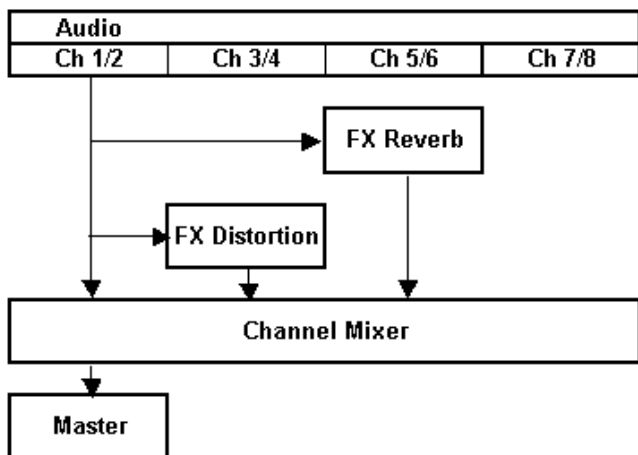 Audio
Ch 1/2 Ch 3/4 Ch 5/6 Ch 7/8
FX Reverb
FX Distortion
Channel Mixer
Master